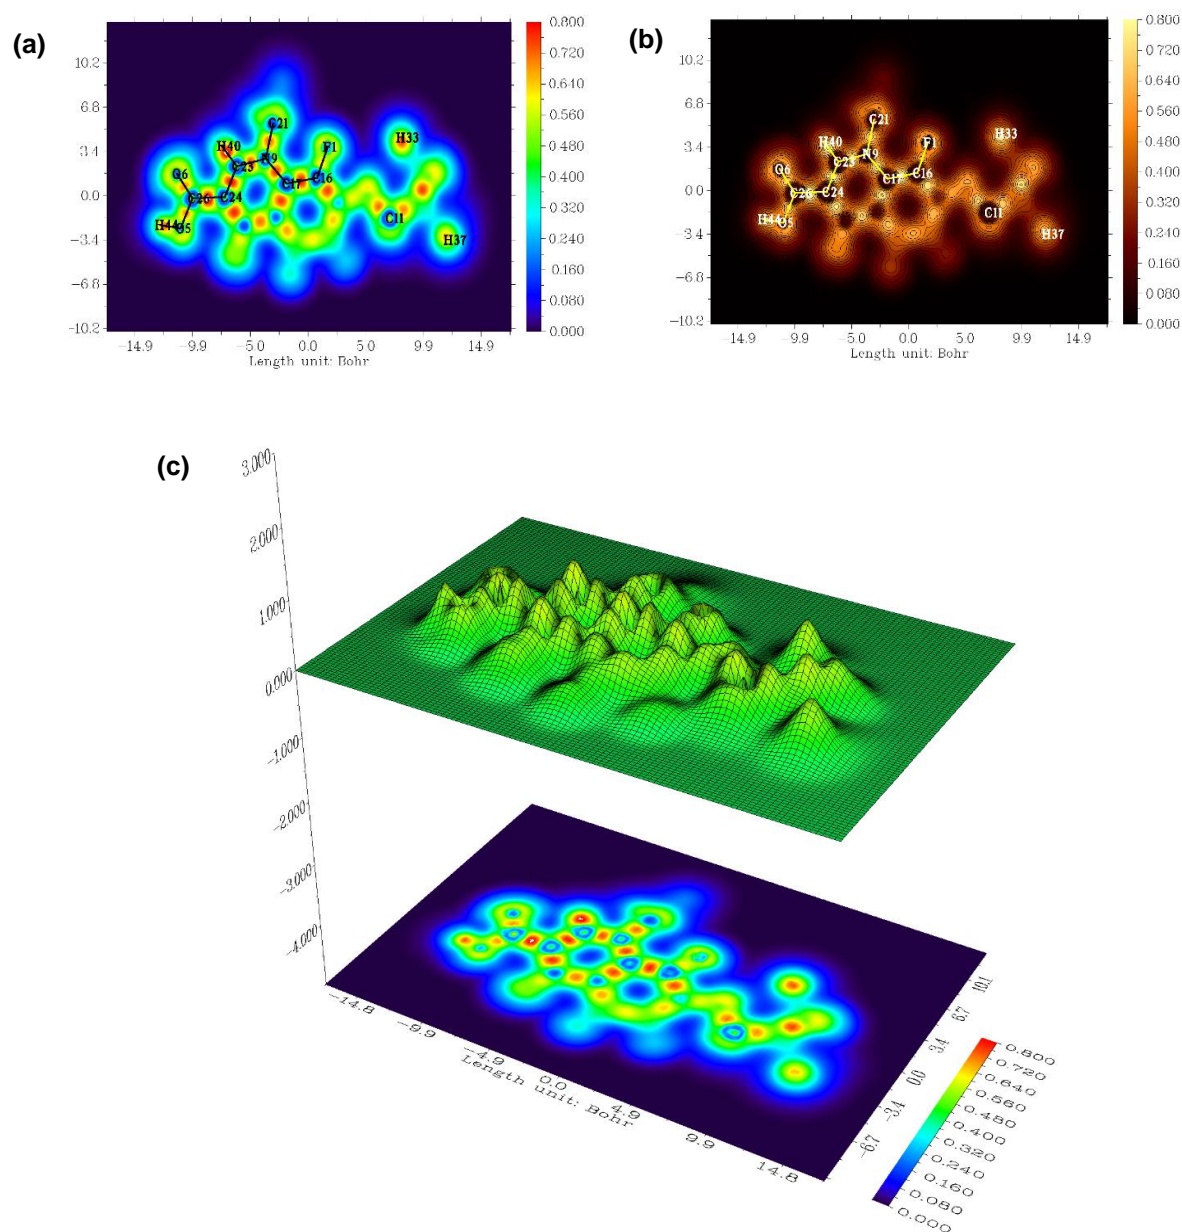 (a)
0.800
0.720
0.640
0.560
0.480
0.400
0.320
0.240
0.160
0.080
0.000
10.2
6.8
3.4
0.0
−3.4
−6.8
−10.2
C21
H40
F1
H33
N9
C23
O6
C17
C16
C26
C24
H44
O5
C11
H37
−14.9 −9.9 −5.0 0.0 5.0 9.9 14.9
Length unit: Bohr
(b)
0.800
0.720
0.640
0.560
0.480
0.400
0.320
0.240
0.160
0.080
0.000
10.2
6.8
3.4
0.0
−3.4
−6.8
−10.2
C21
H33
H40
F1
N9
C23
O6
C16
C17
C26
C24
C11
H44
O5
H37
−14.9 −9.9 −5.0 0.0 5.0 9.9 14.9
Length unit: Bohr
(c)
3.000
2.000
1.000
0.000
−1.000
−2.000
−3.000
−4.000
−14.8 −9.9 −4.9 0.0 4.9 9.9 14.8
Length unit: Bohr
10.1
6.7
3.4
0.0
−3.4
−6.7
0.800
0.720
0.640
0.560
0.480
0.400
0.320
0.240
0.160
0.080
0.000